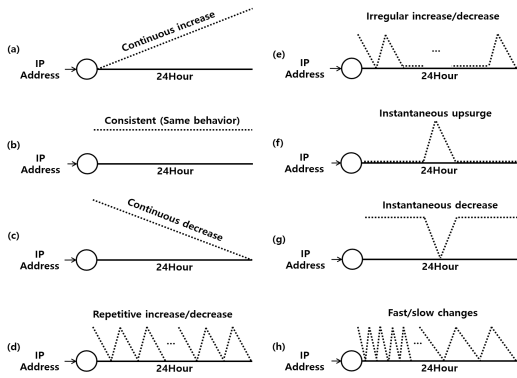 (a)
IP
Address
Continuous increase
24Hour
(b)
IP
Address
Consistent (Same behavior)
24Hour
(c)
IP
Address
Continuous decrease
24Hour
(d)
IP
Address
Repetitive increase/decrease
...
24Hour
(e)
IP
Address
Irregular increase/decrease
...
24Hour
(f)
IP
Address
Instantaneous upsurge
24Hour
(g)
IP
Address
Instantaneous decrease
24Hour
(h)
IP
Address
Fast/slow changes
...
24Hour